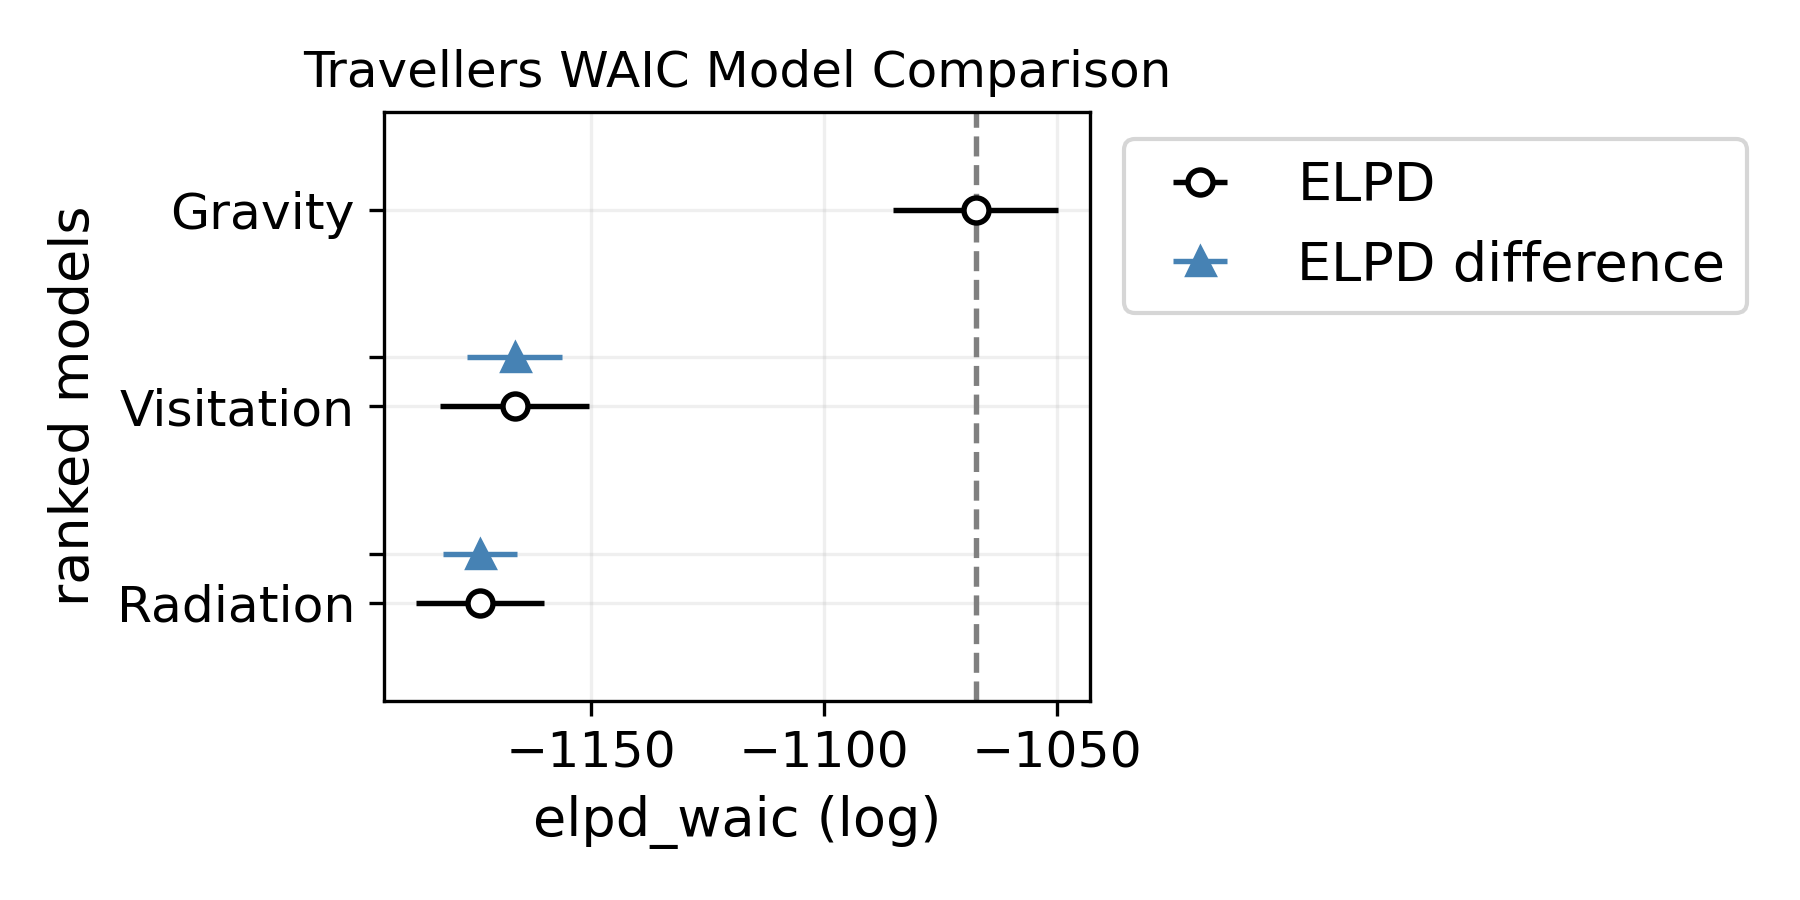 Travellers WAIC Model Comparison
ELPD
ELPD difference
ranked models
Gravity
Visitation
Radiation
−1150 −1100 −1050
elpd_waic (log)